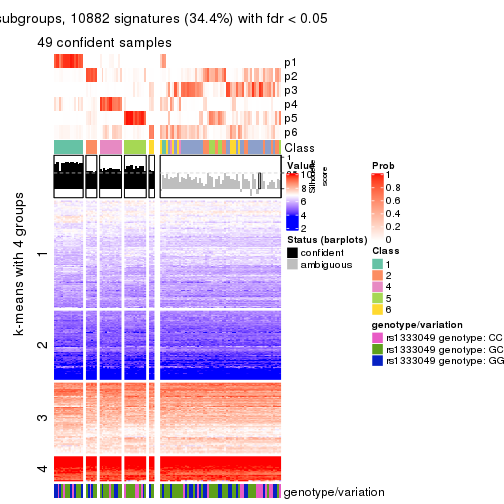 subgroups, 10882 signatures (34.4%) with fdr < 0.05
49 confident samples
p1
p2
p3
p4
p5
p6
Class
1
Silhouette
score
Value
10
8
6
4
2
Status (barplots)
confident
ambiguous
Prob
1
0.8
0.6
0.4
0.2
0
Class
1
2
4
5
6
genotype/variation
rs1333049 genotype: CC
rs1333049 genotype: GC
rs1333049 genotype: GG
k-means with 4 groups
1
2
3
4
genotype/variation